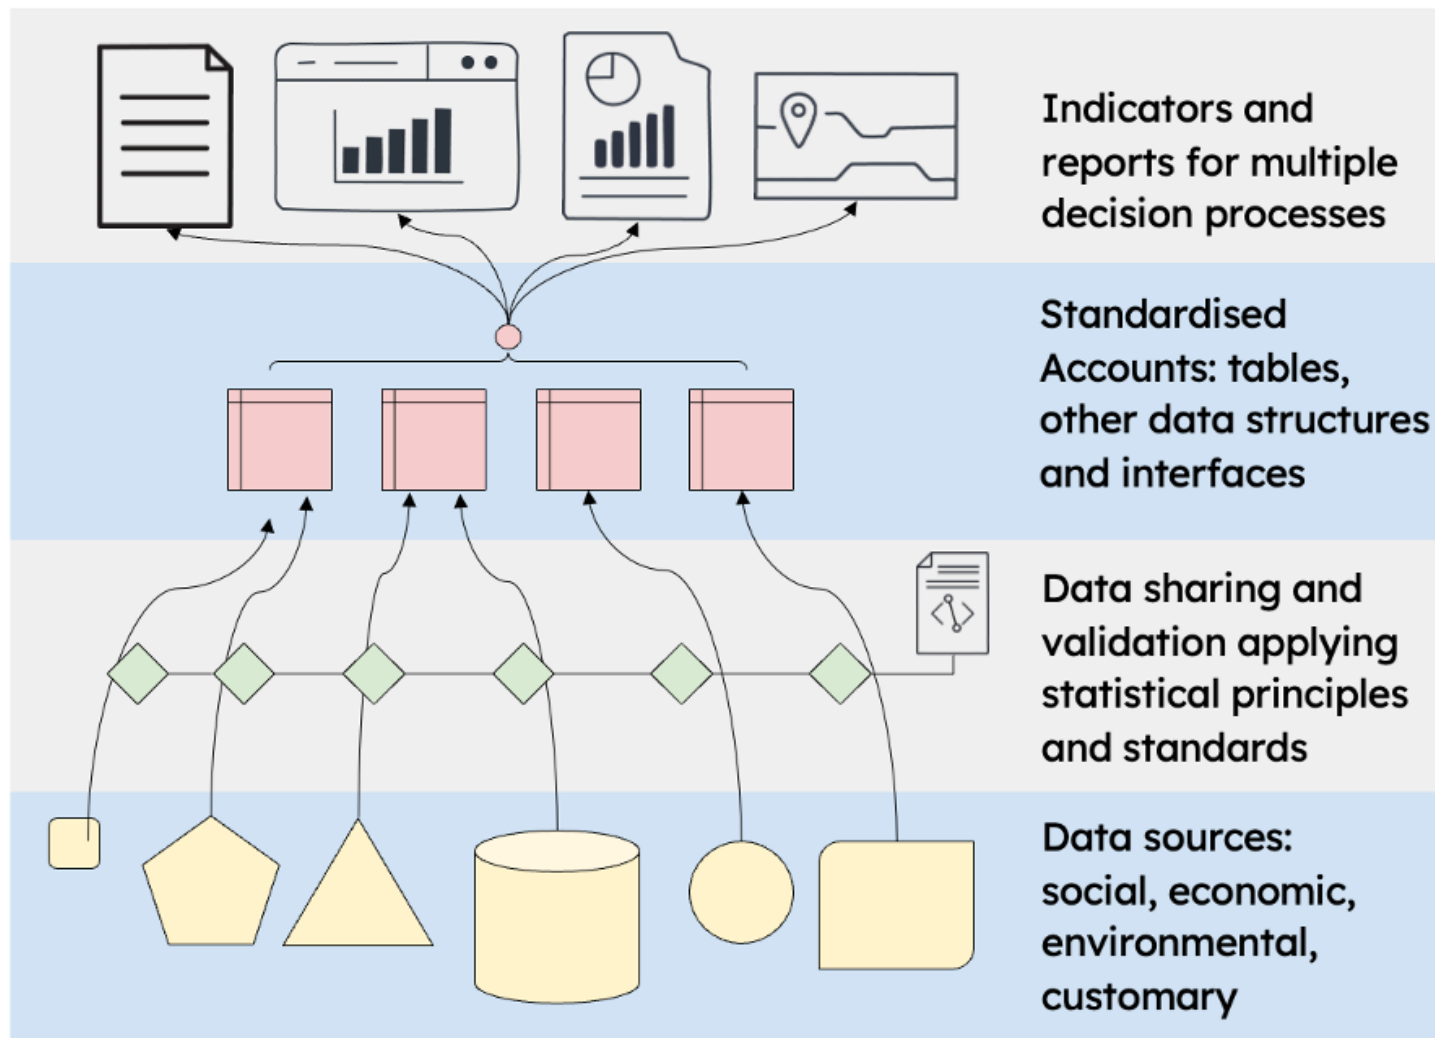 Indicators and
reports for multiple
decision processes
Standardised
Accounts: tables,
other data structures
and interfaces
Data sharing and
validation applying
statistical principles
and standards
Data sources:
social, economic,
environmental,
customary